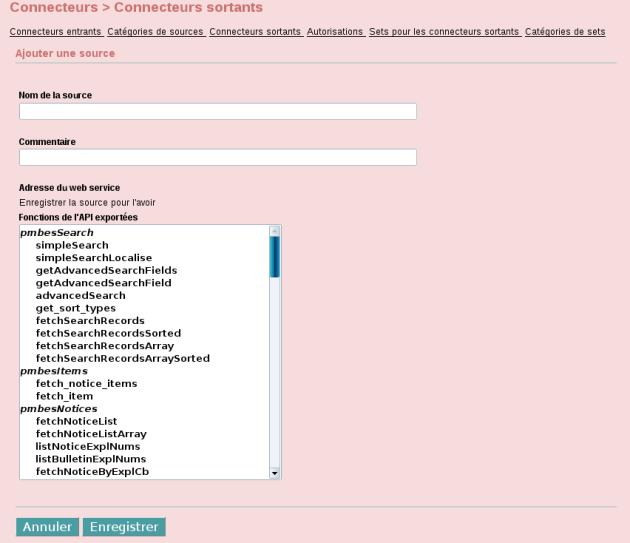 Connecteurs > Connecteurs sortants
Connecteurs entrants Catégories de sources Connecteurs sortants Autorisations Sets pour les connecteurs sortants Catégories de sets
Ajouter une source
Nom de la source
Commentaire
Adresse du web service
Enregistrer la source pour l'avoir
Fonctions de l'API exportées
pmbesSearch
simpleSearch
simpleSearchLocalise
getAdvancedSearchFields
getAdvancedSearchField
advancedSearch
get_sort_types
fetchSearchRecords
fetchSearchRecordsSorted
fetchSearchRecordsArray
fetchSearchRecordsArraySorted
pmbesItems
fetch_notice_items
fetch_item
pmbesNotices
fetchNoticeList
fetchNoticeListArray
listNoticeExplNums
listBulletinExplNums
fetchNoticeByExplCb
Annuler Enregistrer